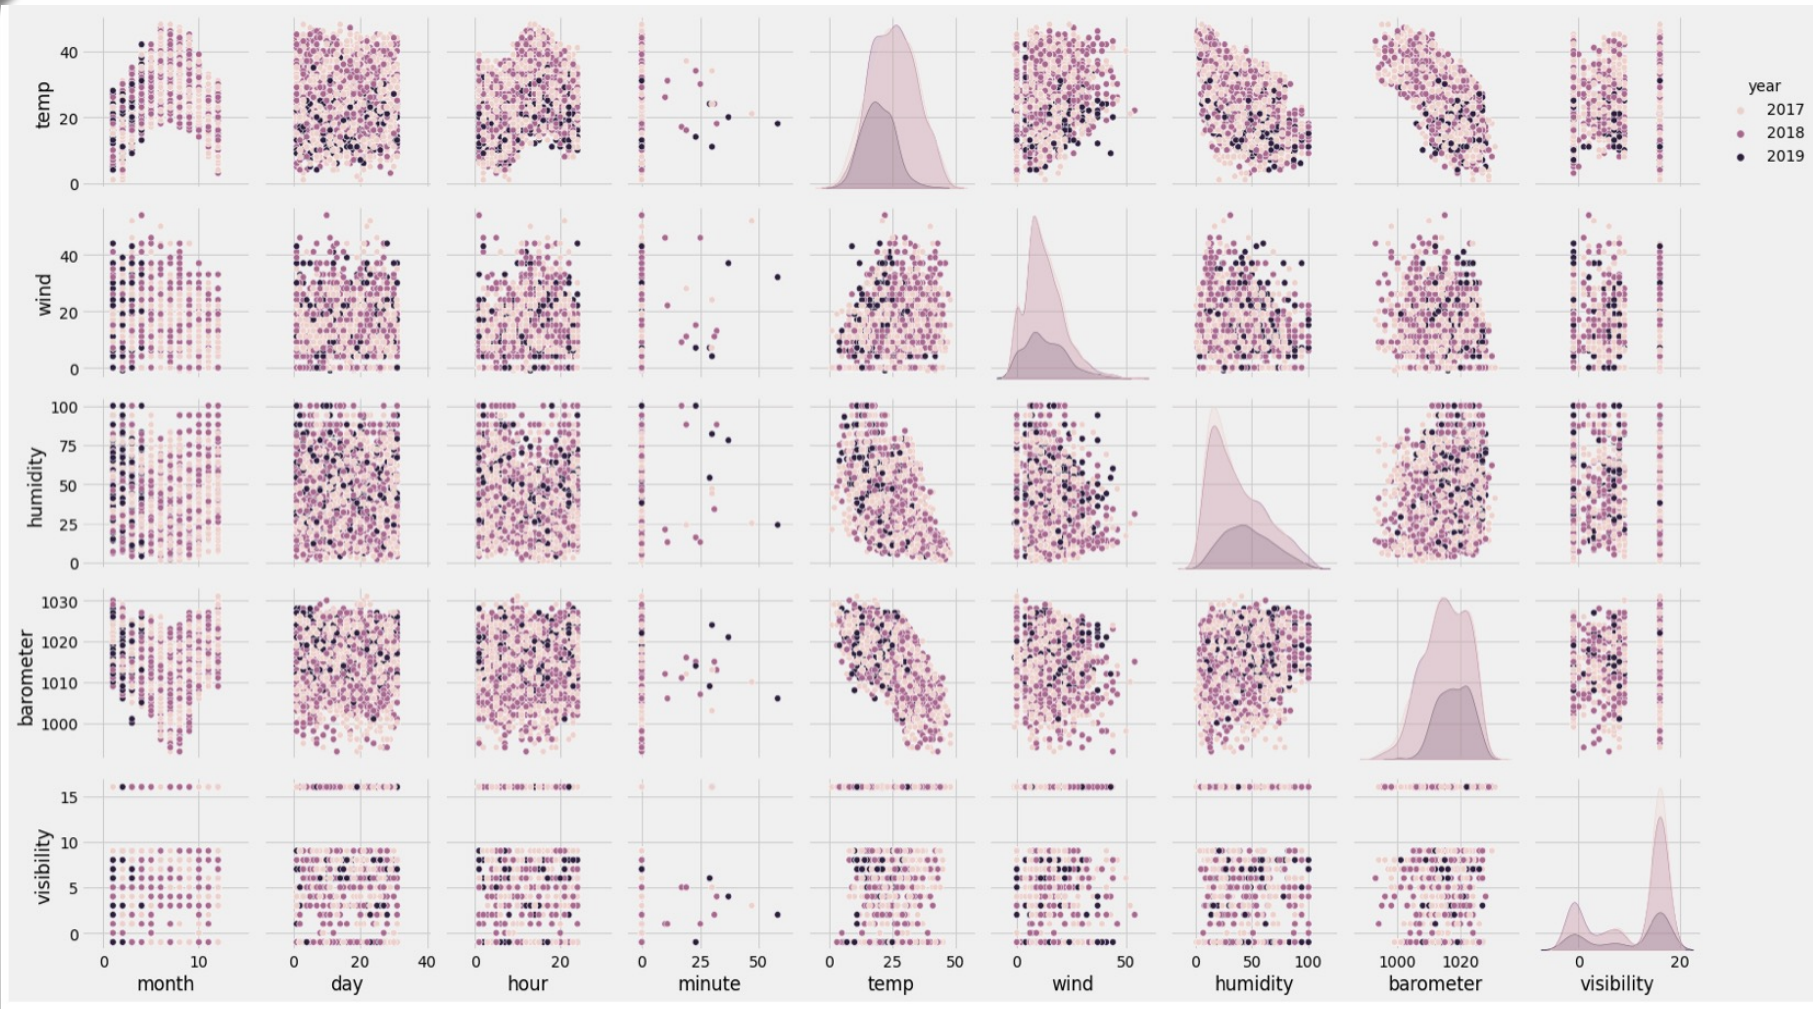 year
2017
2018
2019
temp
40
20
0
wind
40
20
0
humidity
100
75
50
25
0
barometer
1030
1020
1010
1000
visibility
15
10
5
0
0 10 0 20 40 0 20 0 25 50 0 25 50 0 50 0 50 100 1000 1020 0 20
month day hour minute temp wind humidity barometer visibility